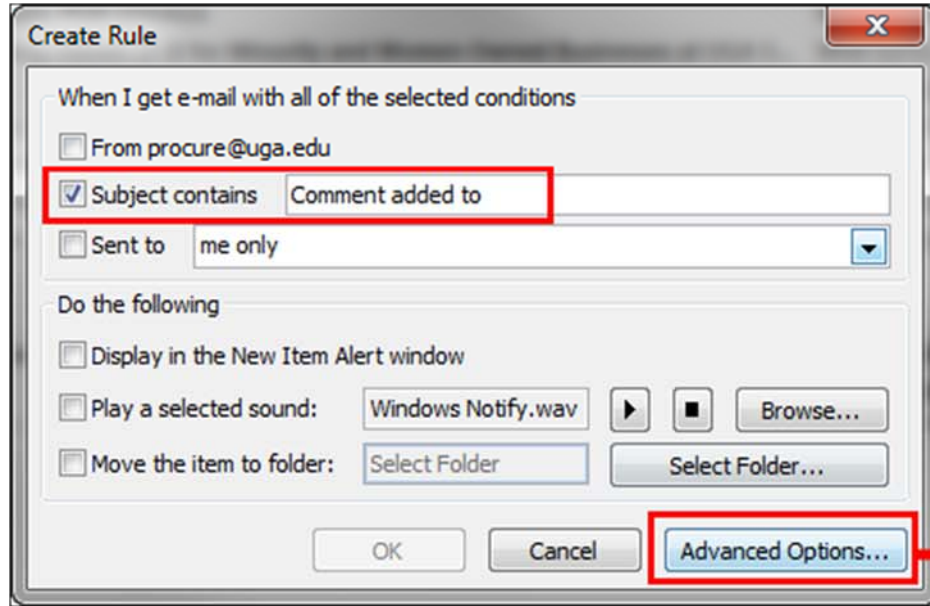 Create Rule
When I get e-mail with all of the selected conditions
From procure@uga.edu
Subject contains Comment added to
Sent to me only
Do the following
Display in the New Item Alert window
Play a selected sound: Windows Notify.wav Browse...
Move the item to folder: Select Folder Select Folder...
OK Cancel Advanced Options...